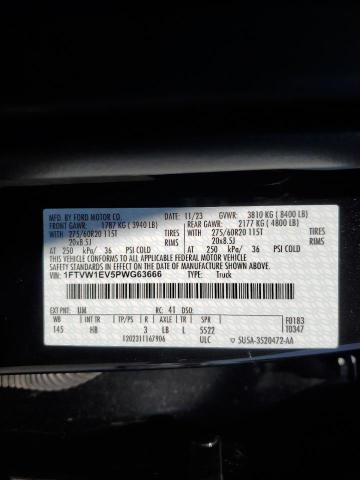 MFD. BY FORD MOTOR CO. 11/23 GVWR: 3810 KG ( 8400 LB)
FRONT GAWR: 1787 KG ( 3940 LB) REAR GAWR: 2177 KG ( 4800 LB)
WITH 275/60R20 115T TIRES WITH 275/60R20 115T TIRES
20x8.5J RIMS 20x8.5J RIMS
AT 250 kPa/ 36 PSI COLD AT 250 kPa/ 36 PSI COLD
THIS VEHICLE CONFORMS TO ALL APPLICABLE FEDERAL MOTOR VEHICLE
SAFETY STANDARDS IN EFFECT ON THE DATE OF MANUFACTURE SHOWN ABOVE.
VIN: 1FTVW1EV5PWG63666 TYPE: Truck
EXT PNT: UM RC: 41 DSO:
WB INT TR TP/PS R AXLE TR SPR F0183
145 HB 3 LB L 5522 T0347
1202311167906 ULC 5U5A-3520472-AA